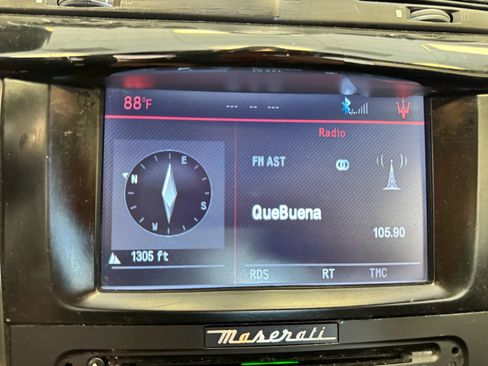 88°F --- -- --
Radio
FM AST
N E S W
QueBuena
105.90
1305 ft
RDS RT TMC
Maserati